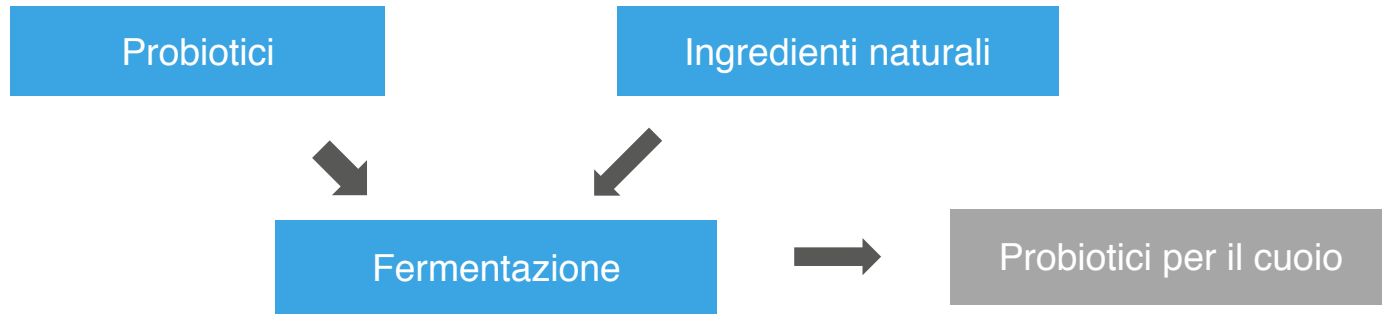 Probiotici
Ingredienti naturali
Fermentazione
Probiotici per il cuoio